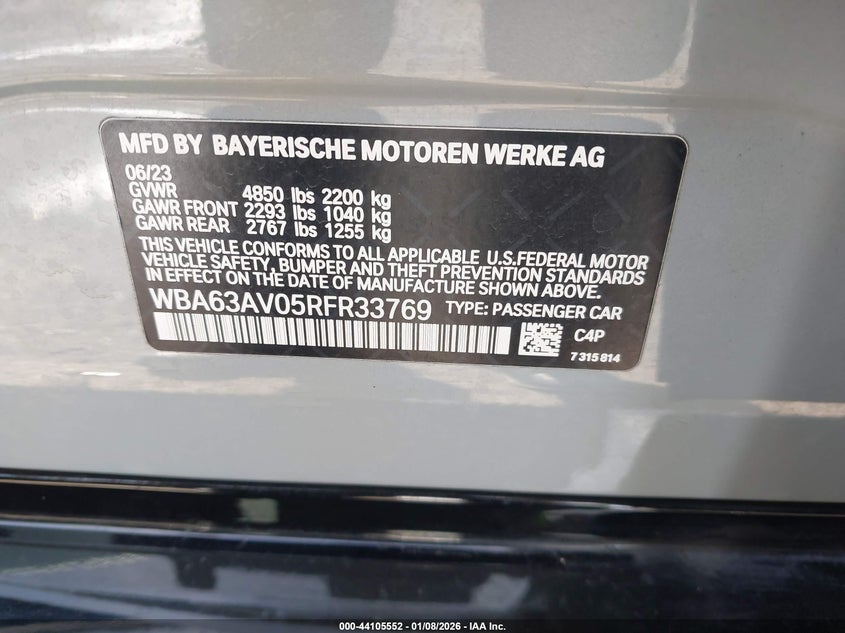 MFD BY BAYERISCHE MOTOREN WERKE AG
06/23
GVWR 4850 lbs 2200 kg
GAWR FRONT 2293 lbs 1040 kg
GAWR REAR 2767 lbs 1255 kg
THIS VEHICLE CONFORMS TO ALL APPLICABLE U.S.FEDERAL MOTOR
VEHICLE SAFETY, BUMPER AND THEFT PREVENTION STANDARDS
IN EFFECT ON THE DATE OF MANUFACTURE SHOWN ABOVE.
WBA63AV05RFR33769 TYPE: PASSENGER CAR
C4P
7 315 814
000-44105552 - 01/08/2026 - IAA Inc.